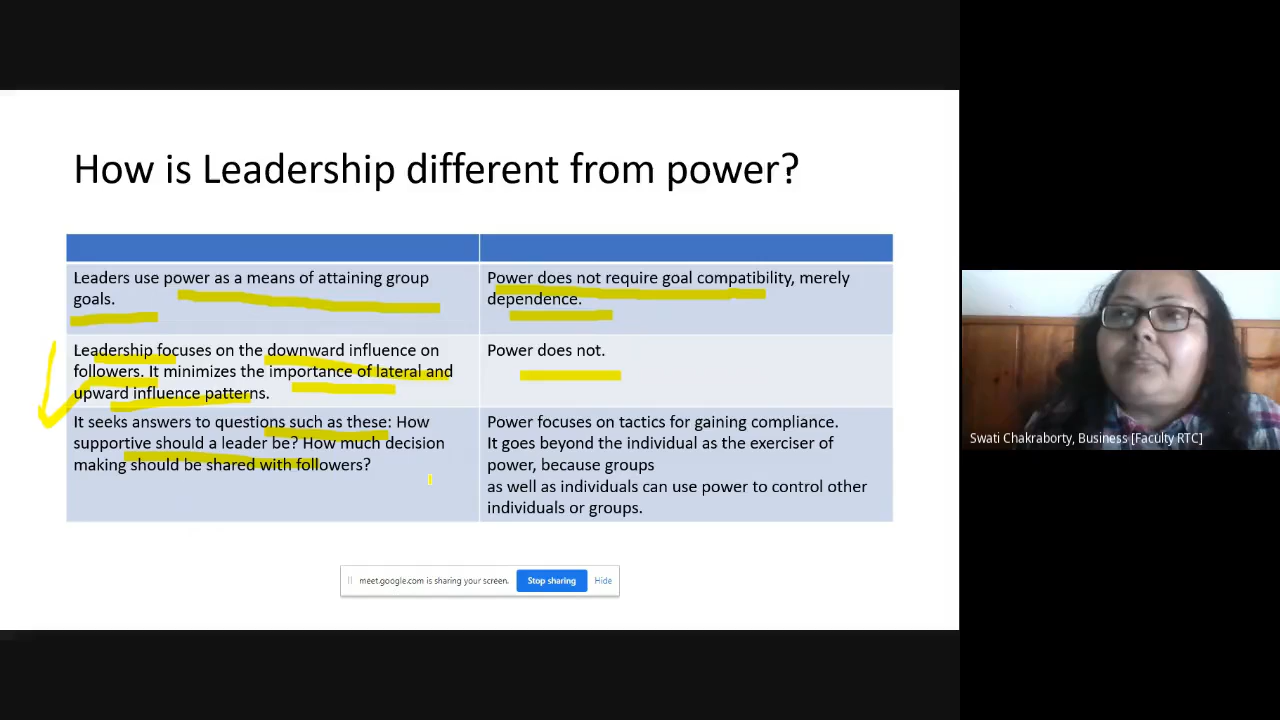 How is Leadership different from power?
Leaders use power as a means of attaining group
goals.
Power does not require goal compatibility, merely
dependence.
Leadership focuses on the downward influence on
followers. It minimizes the importance of lateral and
upward influence patterns.
Power does not.
It seeks answers to questions such as these: How
supportive should a leader be? How much decision
making should be shared with followers?
Power focuses on tactics for gaining compliance.
It goes beyond the individual as the exerciser of
power, because groups
as well as individuals can use power to control other
individuals or groups.
meet.google.com is sharing your screen.
Stop sharing
Hide
Swati Chakraborty, Business [Faculty RTC]